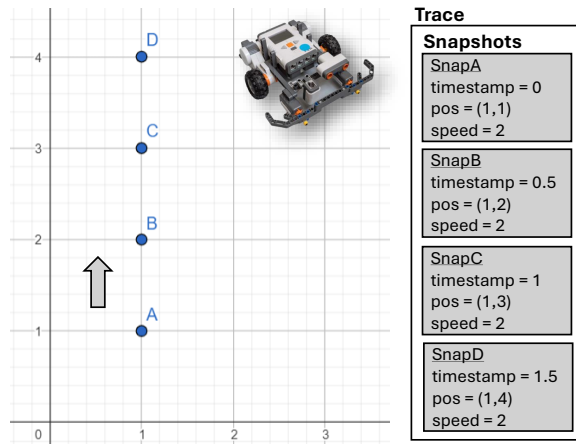 D
4
C
3
B
2
A
1
0
1
2
3
Trace
Snapshots
SnapA
timestamp = 0
pos = (1,1)
speed = 2
SnapB
timestamp = 0.5
pos = (1,2)
speed = 2
SnapC
timestamp = 1
pos = (1,3)
speed = 2
SnapD
timestamp = 1.5
pos = (1,4)
speed = 2